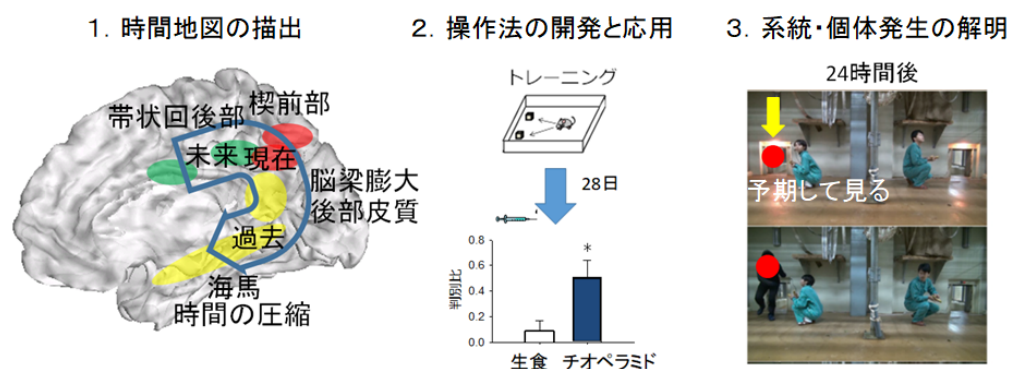 1. 時間地図の描出
2. 操作法の開発と応用
3. 系統・個体発生の解明
帯状回後部
楔前部
未来
現在
脳梁膨大
後部皮質
過去
海馬
時間の圧縮
トレーニング
28日
判別比
0.8
0.6
0.4
0.2
0.0
*
生食
チオペラミド
24時間後
予期して見る